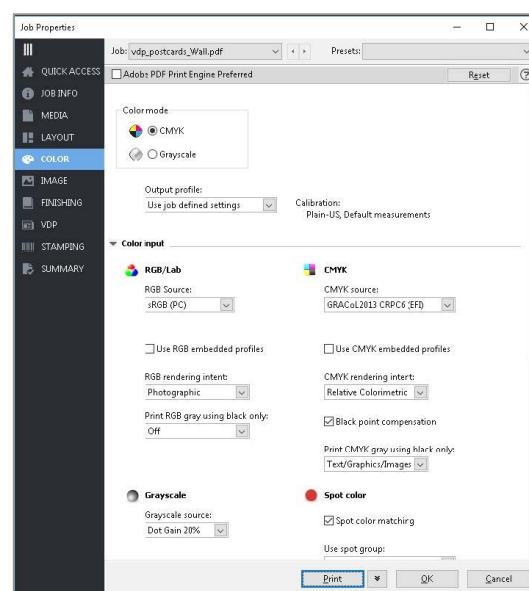 Job Properties
Job: vdp_postcards_Wall.pdf
Presets:
QUICK ACCESS
JOB INFO
MEDIA
LAYOUT
COLOR
IMAGE
FINISHING
VDP
STAMPING
SUMMARY
Adobe PDF Print Engine Preferred
Reset
?
Color mode
CMYK
Grayscale
Output profile:
Use job defined settings
Calibration:
Plain-US, Default measurements
Color input
RGB/Lab
RGB Source:
sRGB (PC)
Use RGB embedded profiles
RGB rendering intent:
Photographic
Print RGB gray using black only:
Off
CMYK
CMYK source:
GRACoL2013 CRPC6 (EFI)
Use CMYK embedded profiles
CMYK rendering intent:
Relative Colorimetric
Black point compensation
Print CMYK gray using black only:
Text/Graphics/Images
Grayscale
Grayscale source:
Dot Gain 20%
Spot color
Spot color matching
Use spot group:
Print
OK
Cancel